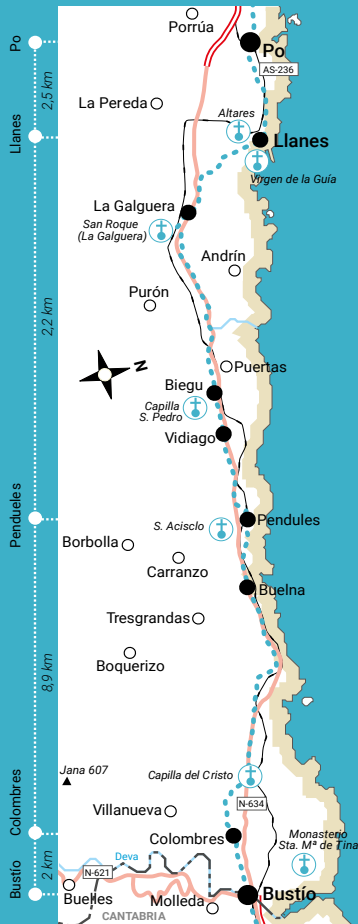 Po
2,5 km
Llanes
2,2 km
Pendueles
8,9 km
Colombres
2 km
Bustío
Porrúa
Po
AS-236
La Pereda
Altares
Llanes
Virgen de la Guía
La Galguera
San Roque
(La Galguera)
Andrín
Purón
N
Puertas
Biegu
Capilla
S. Pedro
Vidiago
S. Acisclo
Pendules
Borbolla
Carranzo
Buelna
Tresgrandas
Boquerizo
Jana 607
Capilla del Cristo
N-634
Villanueva
Colombres
Monasterio
Sta. Mª de Tina
Deva
N-621
Buelles
Molleda
Bustío
CANTABRIA